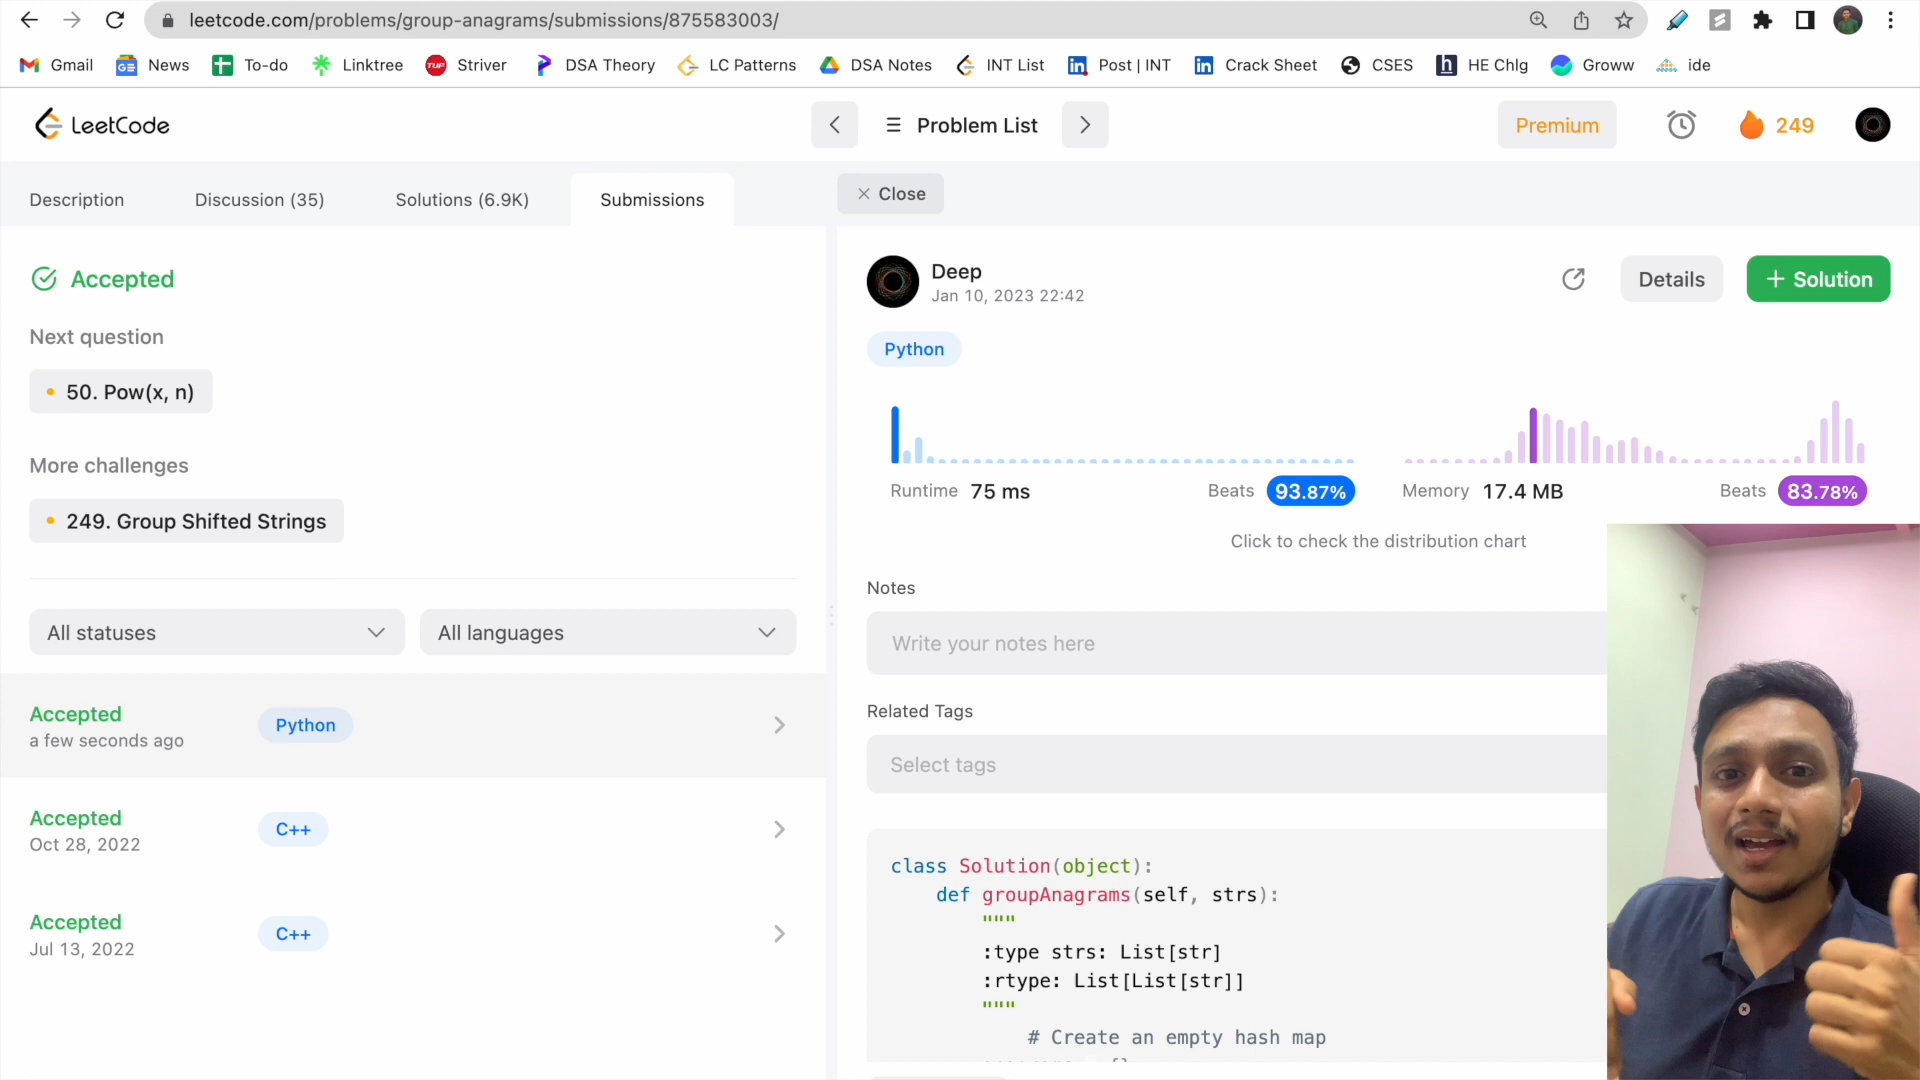 leetcode.com/problems/group-anagrams/submissions/875583003/
Gmail News To-do Linktree TUF Striver DSA Theory LC Patterns DSA Notes INT List Post | INT Crack Sheet CSES HE Chlg Groww ide
LeetCode
Problem List
Premium
249
Description Discussion (35) Solutions (6.9K) Submissions
Accepted
Next question
50. Pow(x, n)
More challenges
249. Group Shifted Strings
All statuses All languages
Accepted
a few seconds ago
Python
Accepted
Oct 28, 2022
C++
Accepted
Jul 13, 2022
C++
Close
Deep
Jan 10, 2023 22:42
Details
+ Solution
Python
Runtime 75 ms Beats 93.87% Memory 17.4 MB Beats 83.78%
Click to check the distribution chart
Notes
Write your notes here
Related Tags
Select tags
class Solution(object):
def groupAnagrams(self, strs):
"""
:type strs: List[str]
:rtype: List[List[str]]
"""
# Create an empty hash map